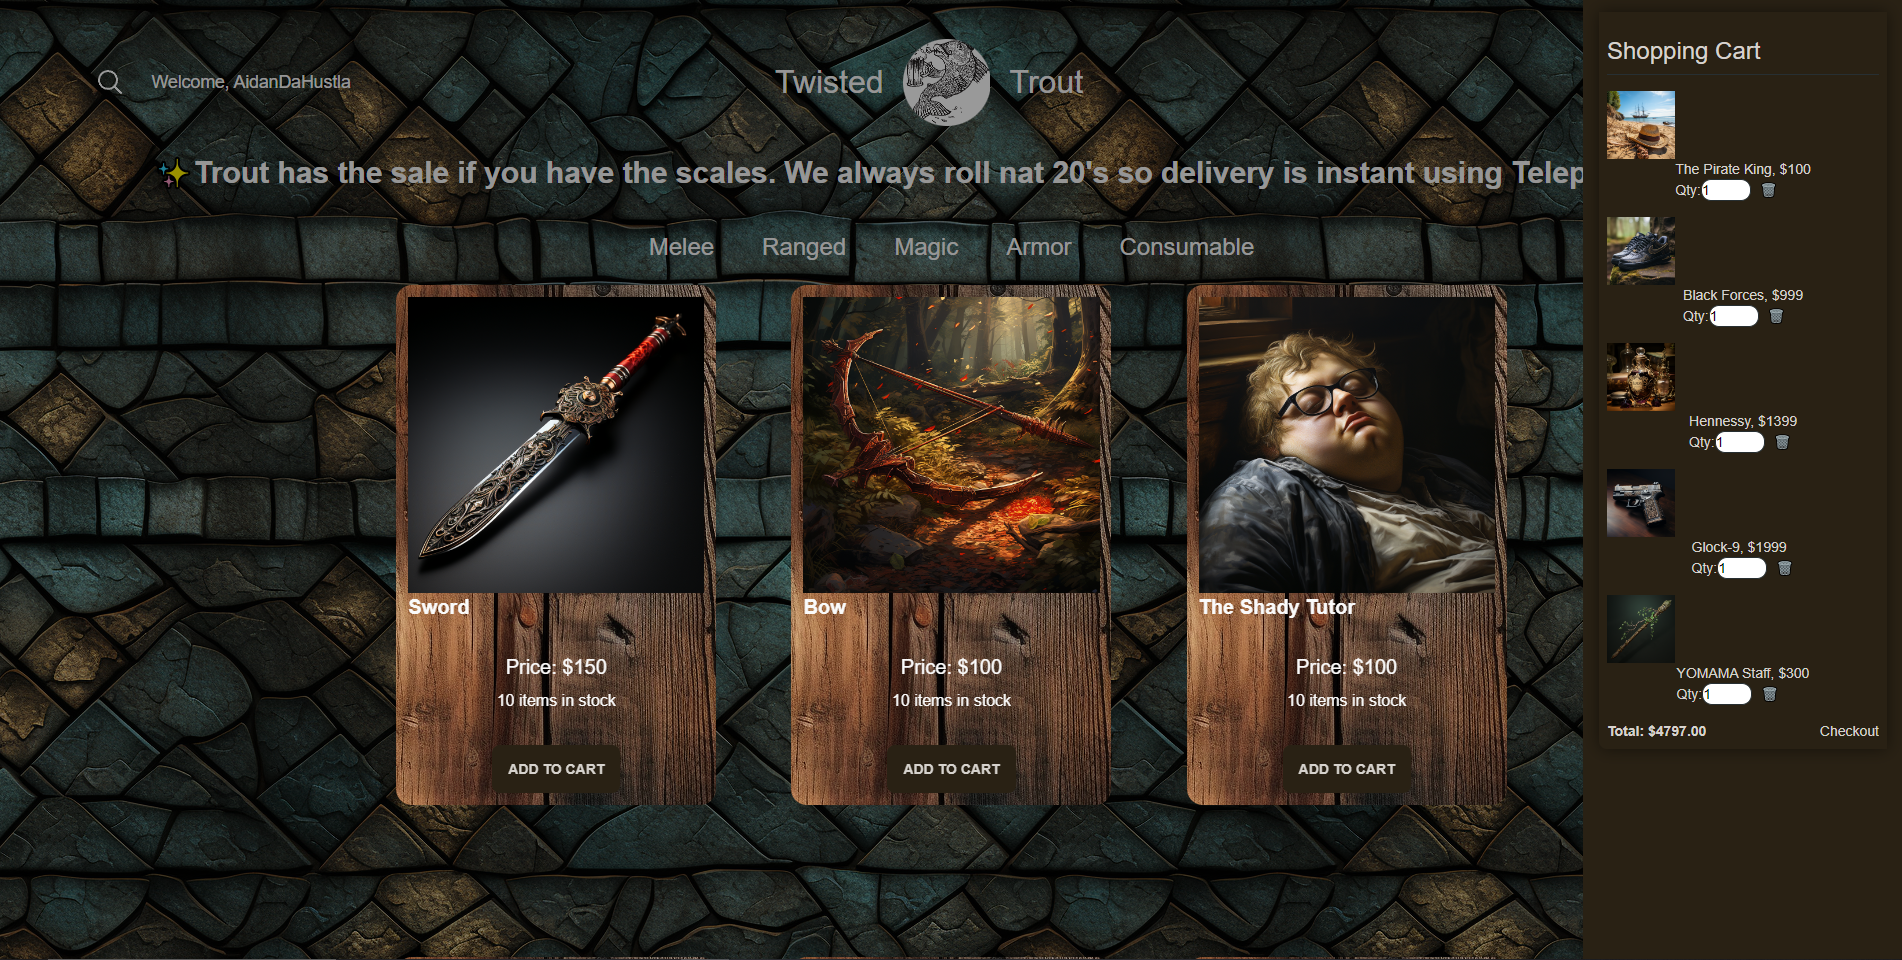 Welcome, AidanDaHustla
Twisted
Trout
✨Trout has the sale if you have the scales. We always roll nat 20's so delivery is instant using Telep
Melee Ranged Magic Armor Consumable
Sword
Price: $150
10 items in stock
ADD TO CART
Bow
Price: $100
10 items in stock
ADD TO CART
The Shady Tutor
Price: $100
10 items in stock
ADD TO CART
Shopping Cart
The Pirate King, $100
Qty: 1
Black Forces, $999
Qty: 1
Hennessy, $1399
Qty: 1
Glock-9, $1999
Qty: 1
YOMAMA Staff, $300
Qty: 1
Total: $4797.00
Checkout